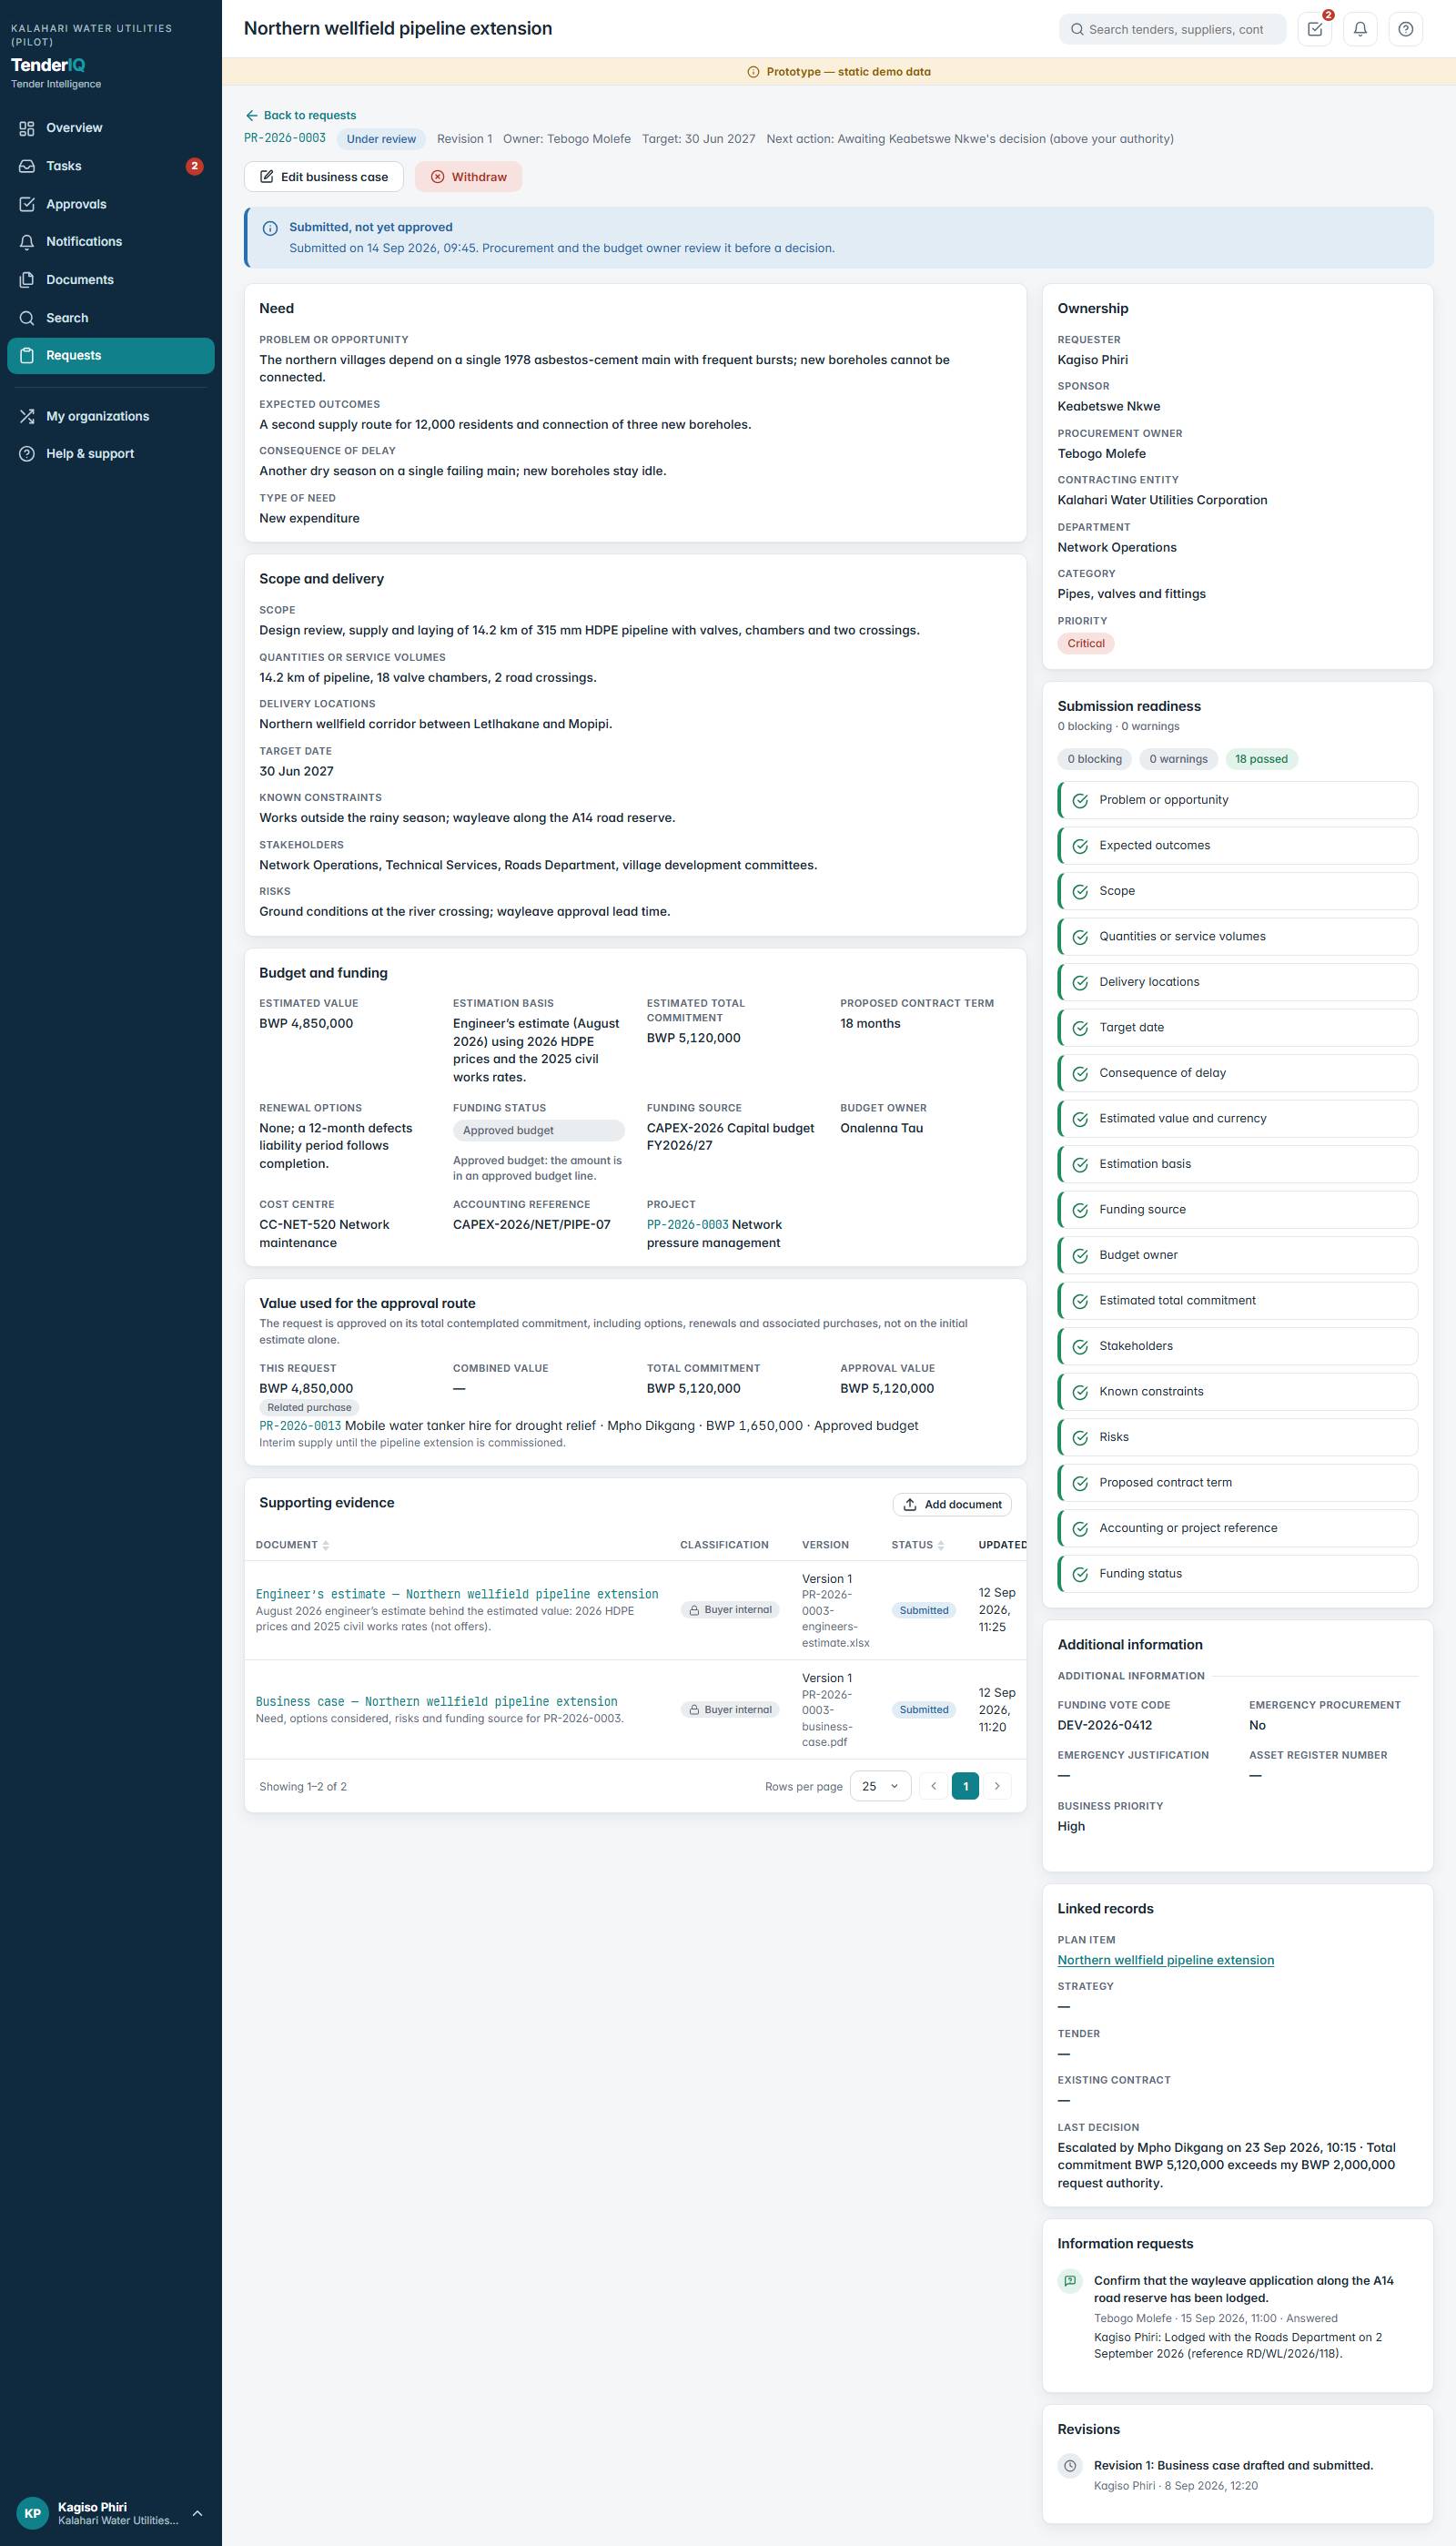 KALAHARI WATER UTILITIES
(PILOT)
TenderIQ
Tender Intelligence
Overview
Tasks 2
Approvals
Notifications
Documents
Search
Requests
My organizations
Help & support
KP
Kagiso Phiri
Kalahari Water Utilities...
Northern wellfield pipeline extension
Search tenders, suppliers, cont
2
Prototype — static demo data
Back to requests
PR-2026-0003 Under review Revision 1 Owner: Tebogo Molefe Target: 30 Jun 2027 Next action: Awaiting Keabetswe Nkwe's decision (above your authority)
Edit business case Withdraw
Submitted, not yet approved
Submitted on 14 Sep 2026, 09:45. Procurement and the budget owner review it before a decision.
Need
PROBLEM OR OPPORTUNITY
The northern villages depend on a single 1978 asbestos-cement main with frequent bursts; new boreholes cannot be
connected.
EXPECTED OUTCOMES
A second supply route for 12,000 residents and connection of three new boreholes.
CONSEQUENCE OF DELAY
Another dry season on a single failing main; new boreholes stay idle.
TYPE OF NEED
New expenditure
Scope and delivery
SCOPE
Design review, supply and laying of 14.2 km of 315 mm HDPE pipeline with valves, chambers and two crossings.
QUANTITIES OR SERVICE VOLUMES
14.2 km of pipeline, 18 valve chambers, 2 road crossings.
DELIVERY LOCATIONS
Northern wellfield corridor between Letlhakane and Mopipi.
TARGET DATE
30 Jun 2027
KNOWN CONSTRAINTS
Works outside the rainy season; wayleave along the A14 road reserve.
STAKEHOLDERS
Network Operations, Technical Services, Roads Department, village development committees.
RISKS
Ground conditions at the river crossing; wayleave approval lead time.
Budget and funding
ESTIMATED VALUE
BWP 4,850,000
ESTIMATION BASIS
Engineer’s estimate (August
2026) using 2026 HDPE
prices and the 2025 civil
works rates.
ESTIMATED TOTAL
COMMITMENT
BWP 5,120,000
PROPOSED CONTRACT TERM
18 months
RENEWAL OPTIONS
None; a 12-month defects
liability period follows
completion.
FUNDING STATUS
Approved budget
Approved budget: the amount is
in an approved budget line.
FUNDING SOURCE
CAPEX-2026 Capital budget
FY2026/27
BUDGET OWNER
Onalenna Tau
COST CENTRE
CC-NET-520 Network
maintenance
ACCOUNTING REFERENCE
CAPEX-2026/NET/PIPE-07
PROJECT
PP-2026-0003 Network
pressure management
Value used for the approval route
The request is approved on its total contemplated commitment, including options, renewals and associated purchases, not on the initial
estimate alone.
THIS REQUEST COMBINED VALUE TOTAL COMMITMENT APPROVAL VALUE
BWP 4,850,000 — BWP 5,120,000 BWP 5,120,000
Related purchase
PR-2026-0013 Mobile water tanker hire for drought relief · Mpho Dikgang · BWP 1,650,000 · Approved budget
Interim supply until the pipeline extension is commissioned.
Supporting evidence
Add document
DOCUMENT CLASSIFICATION VERSION STATUS UPDATED
Engineer’s estimate — Northern wellfield pipeline extension
August 2026 engineer’s estimate behind the estimated value: 2026 HDPE
prices and 2025 civil works rates (not offers).
Buyer internal
Version 1
PR-2026-
0003-
engineers-
estimate.xlsx
Submitted
12 Sep
2026,
11:25
Business case — Northern wellfield pipeline extension
Need, options considered, risks and funding source for PR-2026-0003.
Buyer internal
Version 1
PR-2026-
0003-
business-
case.pdf
Submitted
12 Sep
2026,
11:20
Showing 1–2 of 2
Rows per page 25 1
Ownership
REQUESTER
Kagiso Phiri
SPONSOR
Keabetswe Nkwe
PROCUREMENT OWNER
Tebogo Molefe
CONTRACTING ENTITY
Kalahari Water Utilities Corporation
DEPARTMENT
Network Operations
CATEGORY
Pipes, valves and fittings
PRIORITY
Critical
Submission readiness
0 blocking · 0 warnings
0 blocking 0 warnings 18 passed
Problem or opportunity
Expected outcomes
Scope
Quantities or service volumes
Delivery locations
Target date
Consequence of delay
Estimated value and currency
Estimation basis
Funding source
Budget owner
Estimated total commitment
Stakeholders
Known constraints
Risks
Proposed contract term
Accounting or project reference
Funding status
Additional information
ADDITIONAL INFORMATION
FUNDING VOTE CODE EMERGENCY PROCUREMENT
DEV-2026-0412 No
EMERGENCY JUSTIFICATION ASSET REGISTER NUMBER
— —
BUSINESS PRIORITY
High
Linked records
PLAN ITEM
Northern wellfield pipeline extension
STRATEGY
—
TENDER
—
EXISTING CONTRACT
—
LAST DECISION
Escalated by Mpho Dikgang on 23 Sep 2026, 10:15 · Total
commitment BWP 5,120,000 exceeds my BWP 2,000,000
request authority.
Information requests
Confirm that the wayleave application along the A14
road reserve has been lodged.
Tebogo Molefe · 15 Sep 2026, 11:00 · Answered
Kagiso Phiri: Lodged with the Roads Department on 2
September 2026 (reference RD/WL/2026/118).
Revisions
Revision 1: Business case drafted and submitted.
Kagiso Phiri · 8 Sep 2026, 12:20